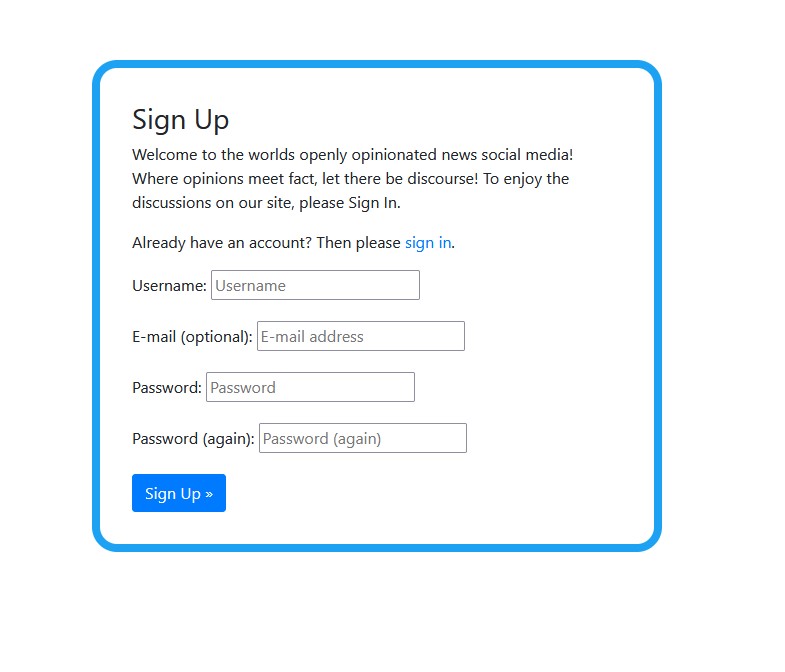 Sign Up
Welcome to the worlds openly opinionated news social media!
Where opinions meet fact, let there be discourse! To enjoy the
discussions on our site, please Sign In.
Already have an account? Then please sign in.
Username: Username
E-mail (optional): E-mail address
Password: Password
Password (again): Password (again)
Sign Up »